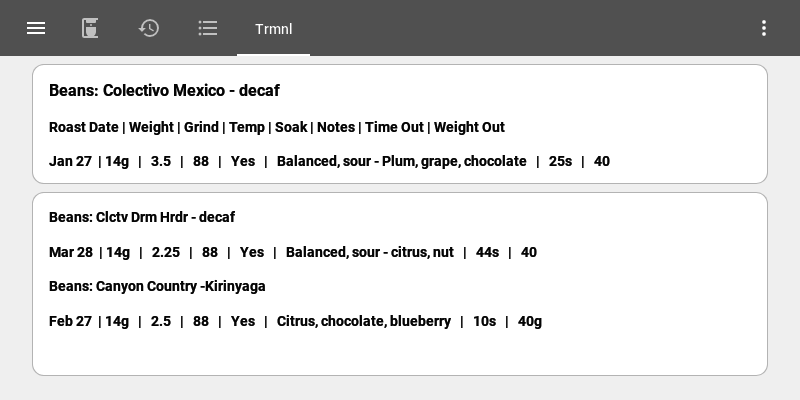 Trmnl
Beans: Colectivo Mexico - decaf
Roast Date | Weight | Grind | Temp | Soak | Notes | Time Out | Weight Out
Jan 27 | 14g | 3.5 | 88 | Yes | Balanced, sour - Plum, grape, chocolate | 25s | 40
Beans: Clctv Drm Hrdr - decaf
Mar 28 | 14g | 2.25 | 88 | Yes | Balanced, sour - citrus, nut | 44s | 40
Beans: Canyon Country -Kirinyaga
Feb 27 | 14g | 2.5 | 88 | Yes | Citrus, chocolate, blueberry | 10s | 40g